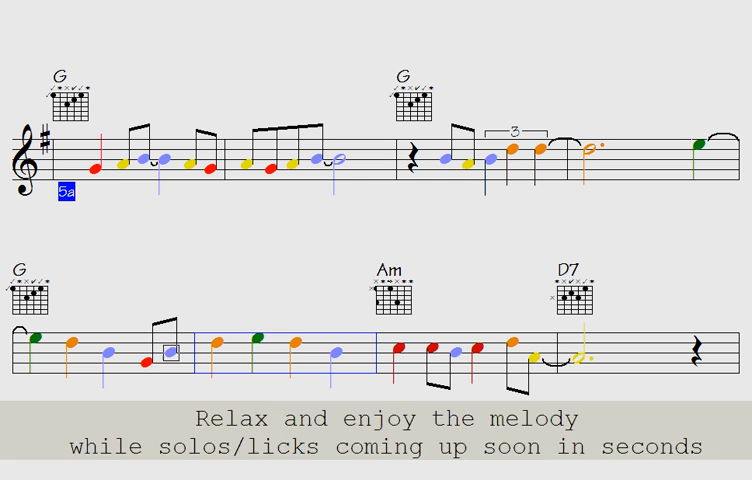 G
G
5a
3
G
Am
D7
Relax and enjoy the melody
while solos/licks coming up soon in seconds